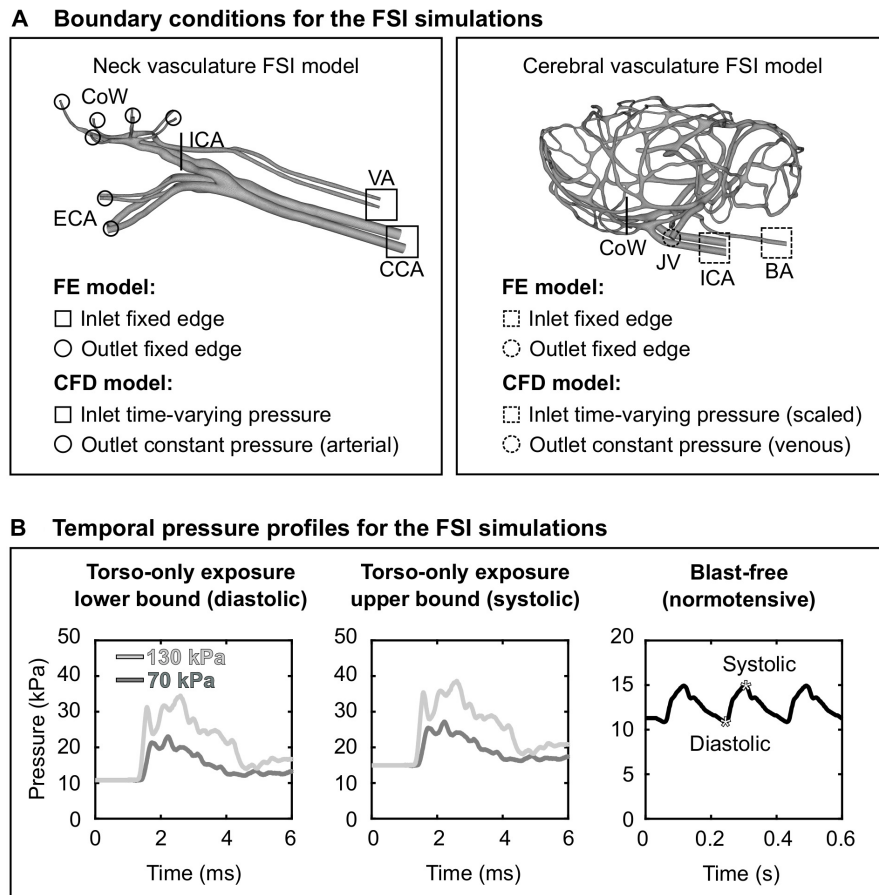 A Boundary conditions for the FSI simulations
Neck vasculature FSI model
CoW
ICA
VA
ECA
CCA
FE model:
Inlet fixed edge
Outlet fixed edge
CFD model:
Inlet time-varying pressure
Outlet constant pressure (arterial)
Cerebral vasculature FSI model
CoW
JV
ICA
BA
FE model:
Inlet fixed edge
Outlet fixed edge
CFD model:
Inlet time-varying pressure (scaled)
Outlet constant pressure (venous)
B Temporal pressure profiles for the FSI simulations
Torso-only exposure
lower bound (diastolic)
50
40
30
20
10
0
Pressure (kPa)
130 kPa
70 kPa
0 2 4 6
Time (ms)
Torso-only exposure
upper bound (systolic)
50
40
30
20
10
0
0 2 4 6
Time (ms)
Blast-free
(normotensive)
20
15
10
5
0
Systolic
Diastolic
0 0.2 0.4 0.6
Time (s)